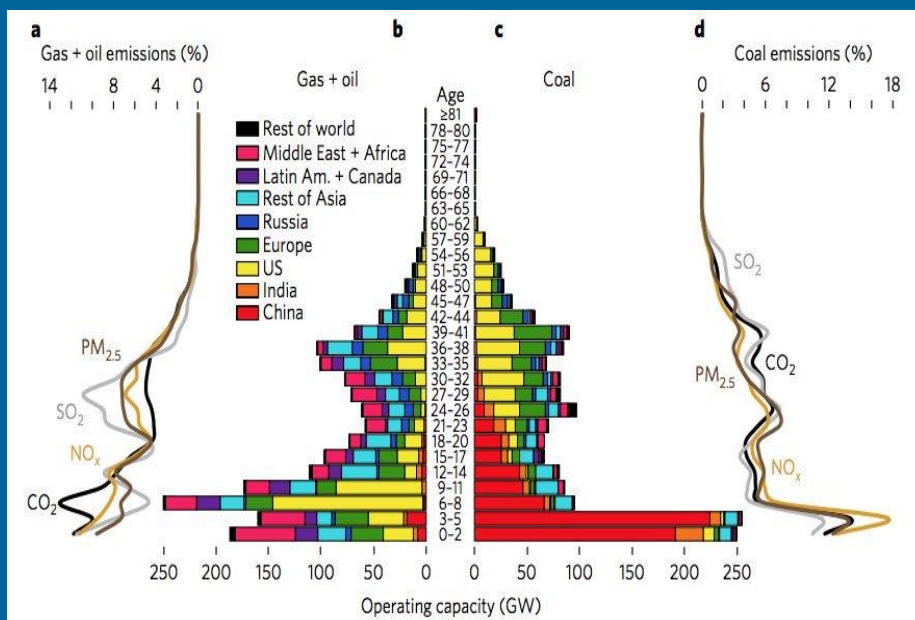 a
b
c
d
Gas + oil emissions (%)
Coal emissions (%)
14 12 8 4 0
0 6 12 18
Gas + oil
Coal
Age
≥81
78–80
75–77
72–74
69–71
66–68
63–65
60–62
57–59
54–56
51–53
48–50
45–47
42–44
39–41
36–38
33–35
30–32
27–29
24–26
21–23
18–20
15–17
12–14
9–11
6–8
3–5
0–2
Rest of world
Middle East + Africa
Latin Am. + Canada
Rest of Asia
Russia
Europe
US
India
China
PM2.5
SO2
NOx
CO2
SO2
CO2
PM2.5
NOx
250 200 150 100 50 0
0 50 100 150 200 250
Operating capacity (GW)